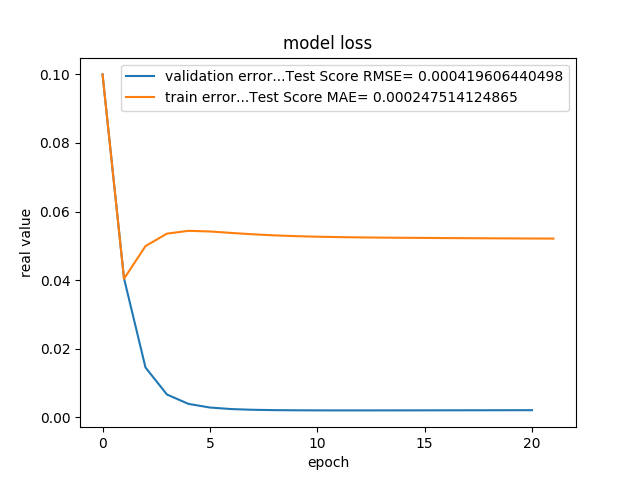 model loss
validation error...Test Score RMSE= 0.000419606440498
train error...Test Score MAE= 0.000247514124865
0.10
0.08
0.06
0.04
0.02
0.00
real value
0 5 10 15 20
epoch